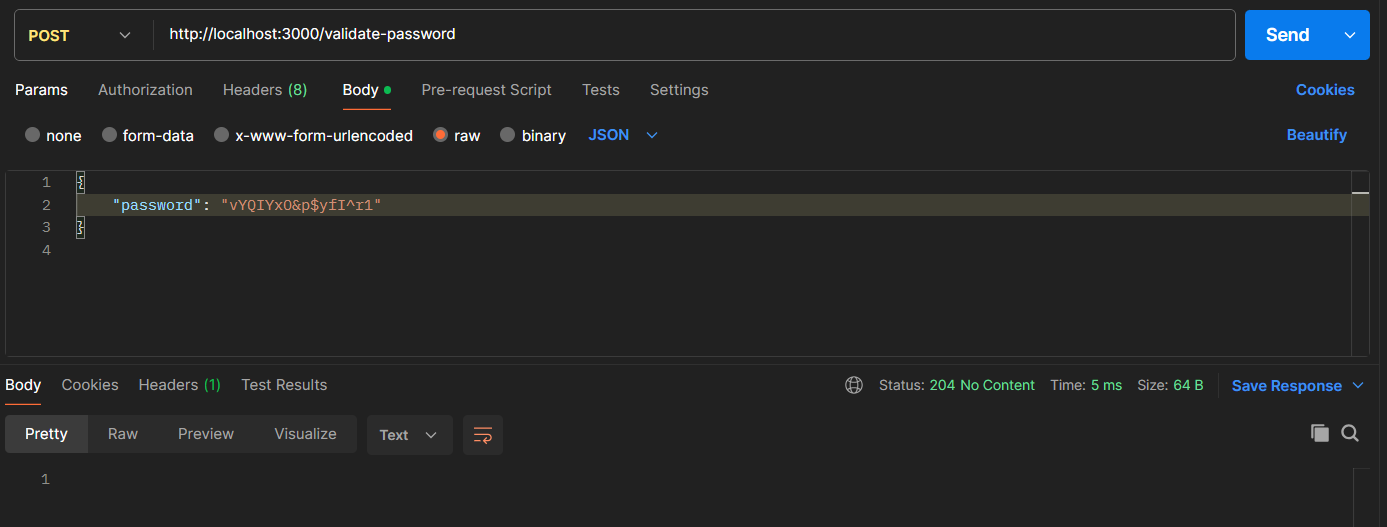 POST http://localhost:3000/validate-password Send
Params Authorization Headers (8) Body Pre-request Script Tests Settings Cookies
none form-data x-www-form-urlencoded raw binary JSON Beautify
1 {
2 "password": "vYQIYxO&p$yfI^r1"
3 }
4
Body Cookies Headers (1) Test Results Status: 204 No Content Time: 5 ms Size: 64 B Save Response
Pretty Raw Preview Visualize Text
1